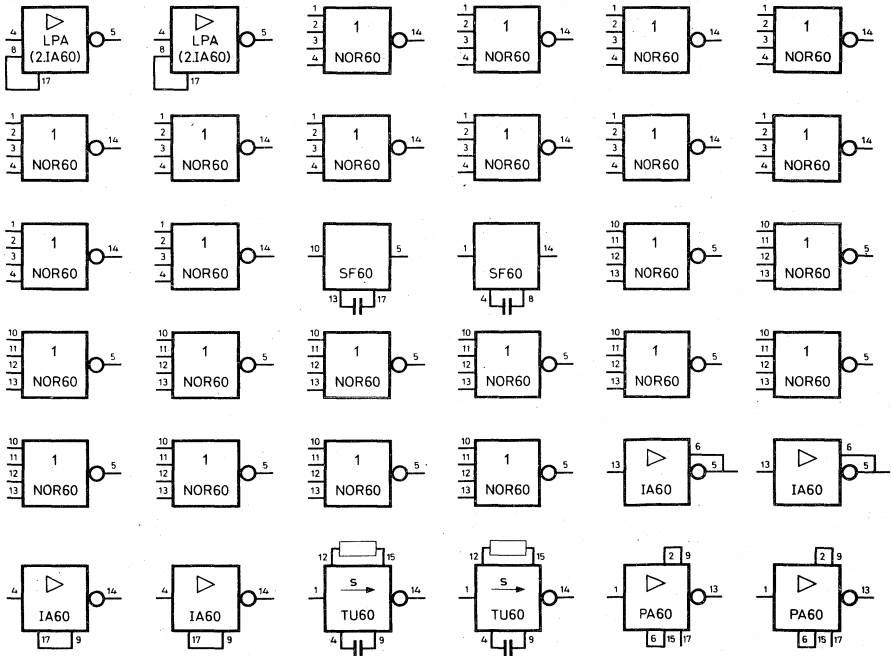 4 LPA 5
8 (2.IA60)
17
4 LPA 5
8 (2.IA60)
17
1
2 1 14
3
4 NOR60
1
2 1 14
3
4 NOR60
1
2 1 14
3
4 NOR60
1
2 1 14
3
4 NOR60
1
2 1 14
3
4 NOR60
1
2 1 14
3
4 NOR60
1
2 1 14
3
4 NOR60
1
2 1 14
3
4 NOR60
1
2 1 14
3
4 NOR60
1
2 1 14
3
4 NOR60
1
2 1 14
3
4 NOR60
1
2 1 14
3
4 NOR60
10 5
SF60
13 17
1 14
SF60
4 8
10
11 1 5
12
13 NOR60
10
11 1 5
12
13 NOR60
10
11 1 5
12
13 NOR60
10
11 1 5
12
13 NOR60
10
11 1 5
12
13 NOR60
10
11 1 5
12
13 NOR60
10
11 1 5
12
13 NOR60
10
11 1 5
12
13 NOR60
10
11 1 5
12
13 NOR60
10
11 1 5
12
13 NOR60
10
11 1 5
12
13 NOR60
10
11 1 5
12
13 NOR60
6
13 5
IA60
6
13 5
IA60
4 14
IA60
17 9
4 14
IA60
17 9
12 15
1 S 14
TU60
4 9
12 15
1 S 14
TU60
4 9
2 9
1 13
PA60
6 15 17
2 9
1 13
PA60
6 15 17